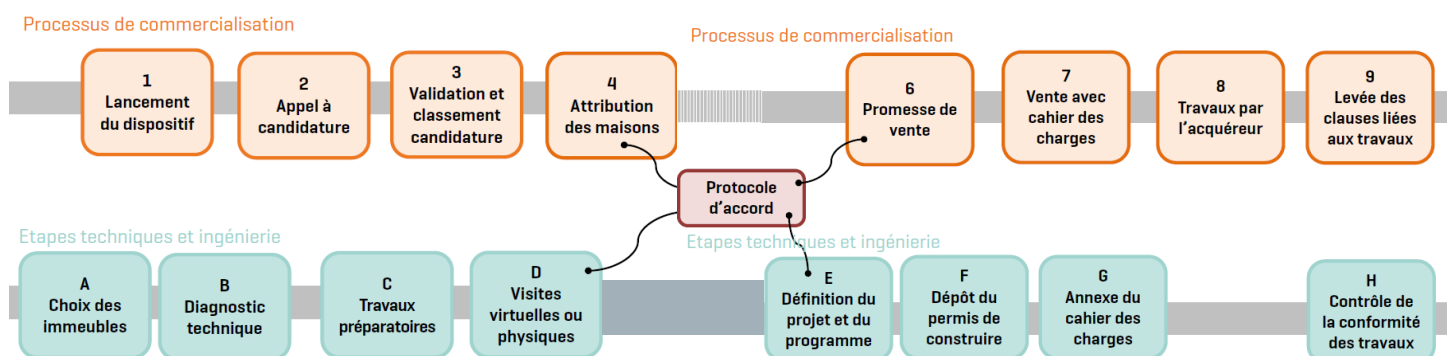 Processus de commercialisation
Processus de commercialisation
1
Lancement
du dispositif
2
Appel à
candidature
3
Validation et
classement
candidature
4
Attribution
des maisons
6
Promesse de
vente
7
Vente avec
cahier des
charges
8
Travaux par
l'acquéreur
9
Levée des
clauses liées
aux travaux
Protocole
d'accord
Etapes techniques et ingénierie
Etapes techniques et ingénierie
A
Choix des
immeubles
B
Diagnostic
technique
C
Travaux
préparatoires
D
Visites
virtuelles ou
physiques
E
Définition du
projet et du
programme
F
Dépôt du
permis de
construire
G
Annexe du
cahier des
charges
H
Contrôle de
la conformité
des travaux